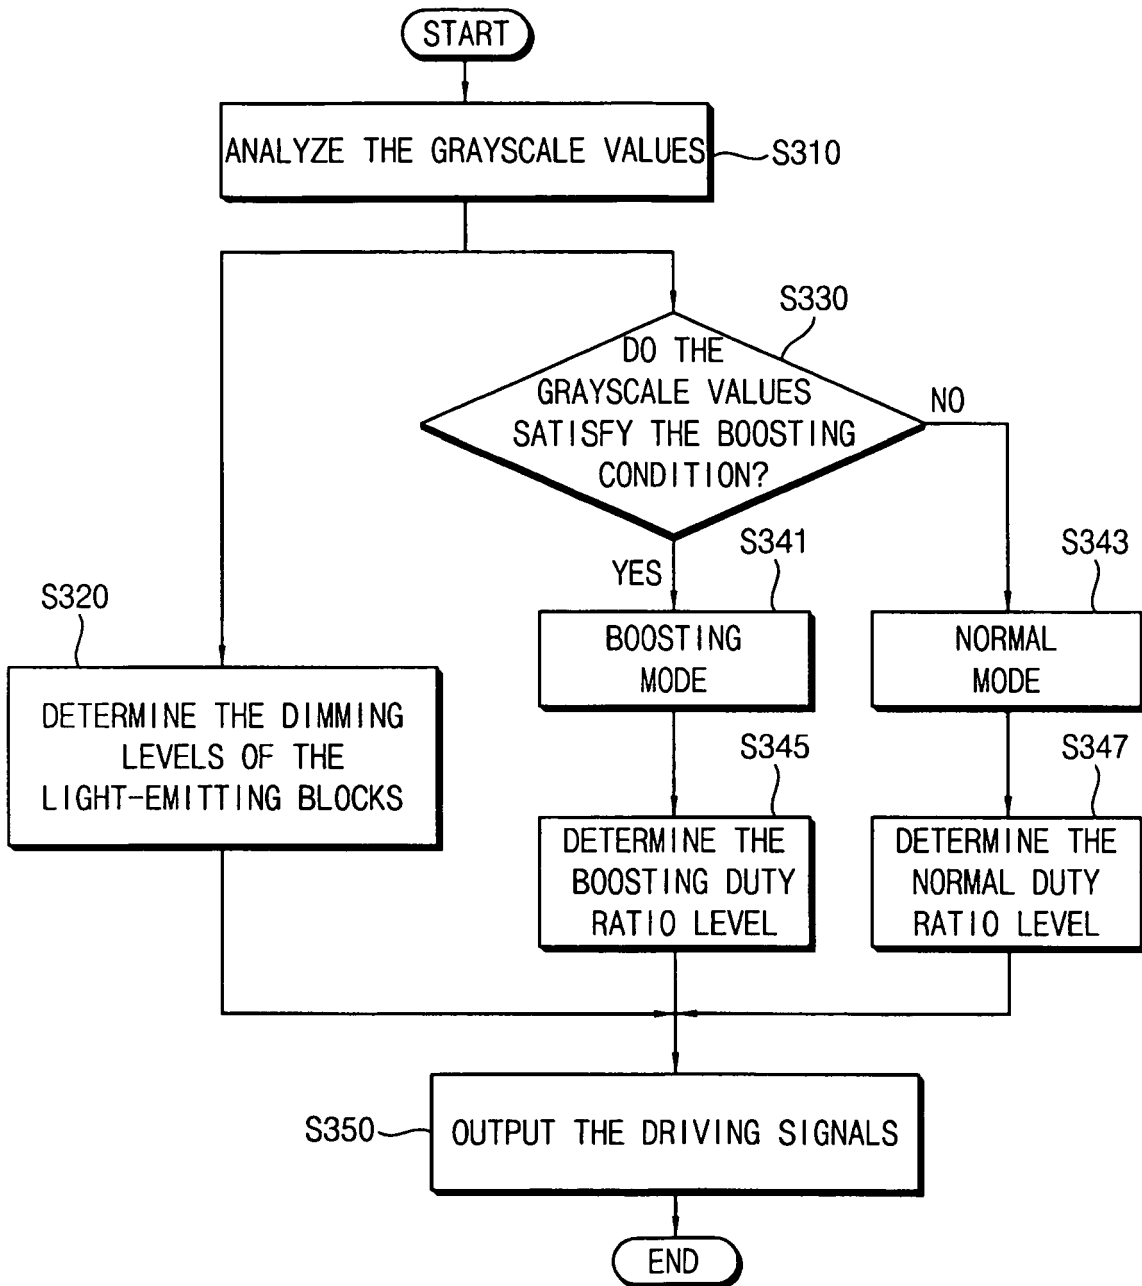 START
ANALYZE THE GRAYSCALE VALUES
S310
S330
DO THE
GRAYSCALE VALUES
SATISFY THE BOOSTING
CONDITION?
NO
YES
S320
DETERMINE THE DIMMING
LEVELS OF THE
LIGHT-EMITTING BLOCKS
S341
BOOSTING
MODE
S343
NORMAL
MODE
S345
DETERMINE THE
BOOSTING DUTY
RATIO LEVEL
S347
DETERMINE THE
NORMAL DUTY
RATIO LEVEL
S350
OUTPUT THE DRIVING SIGNALS
END